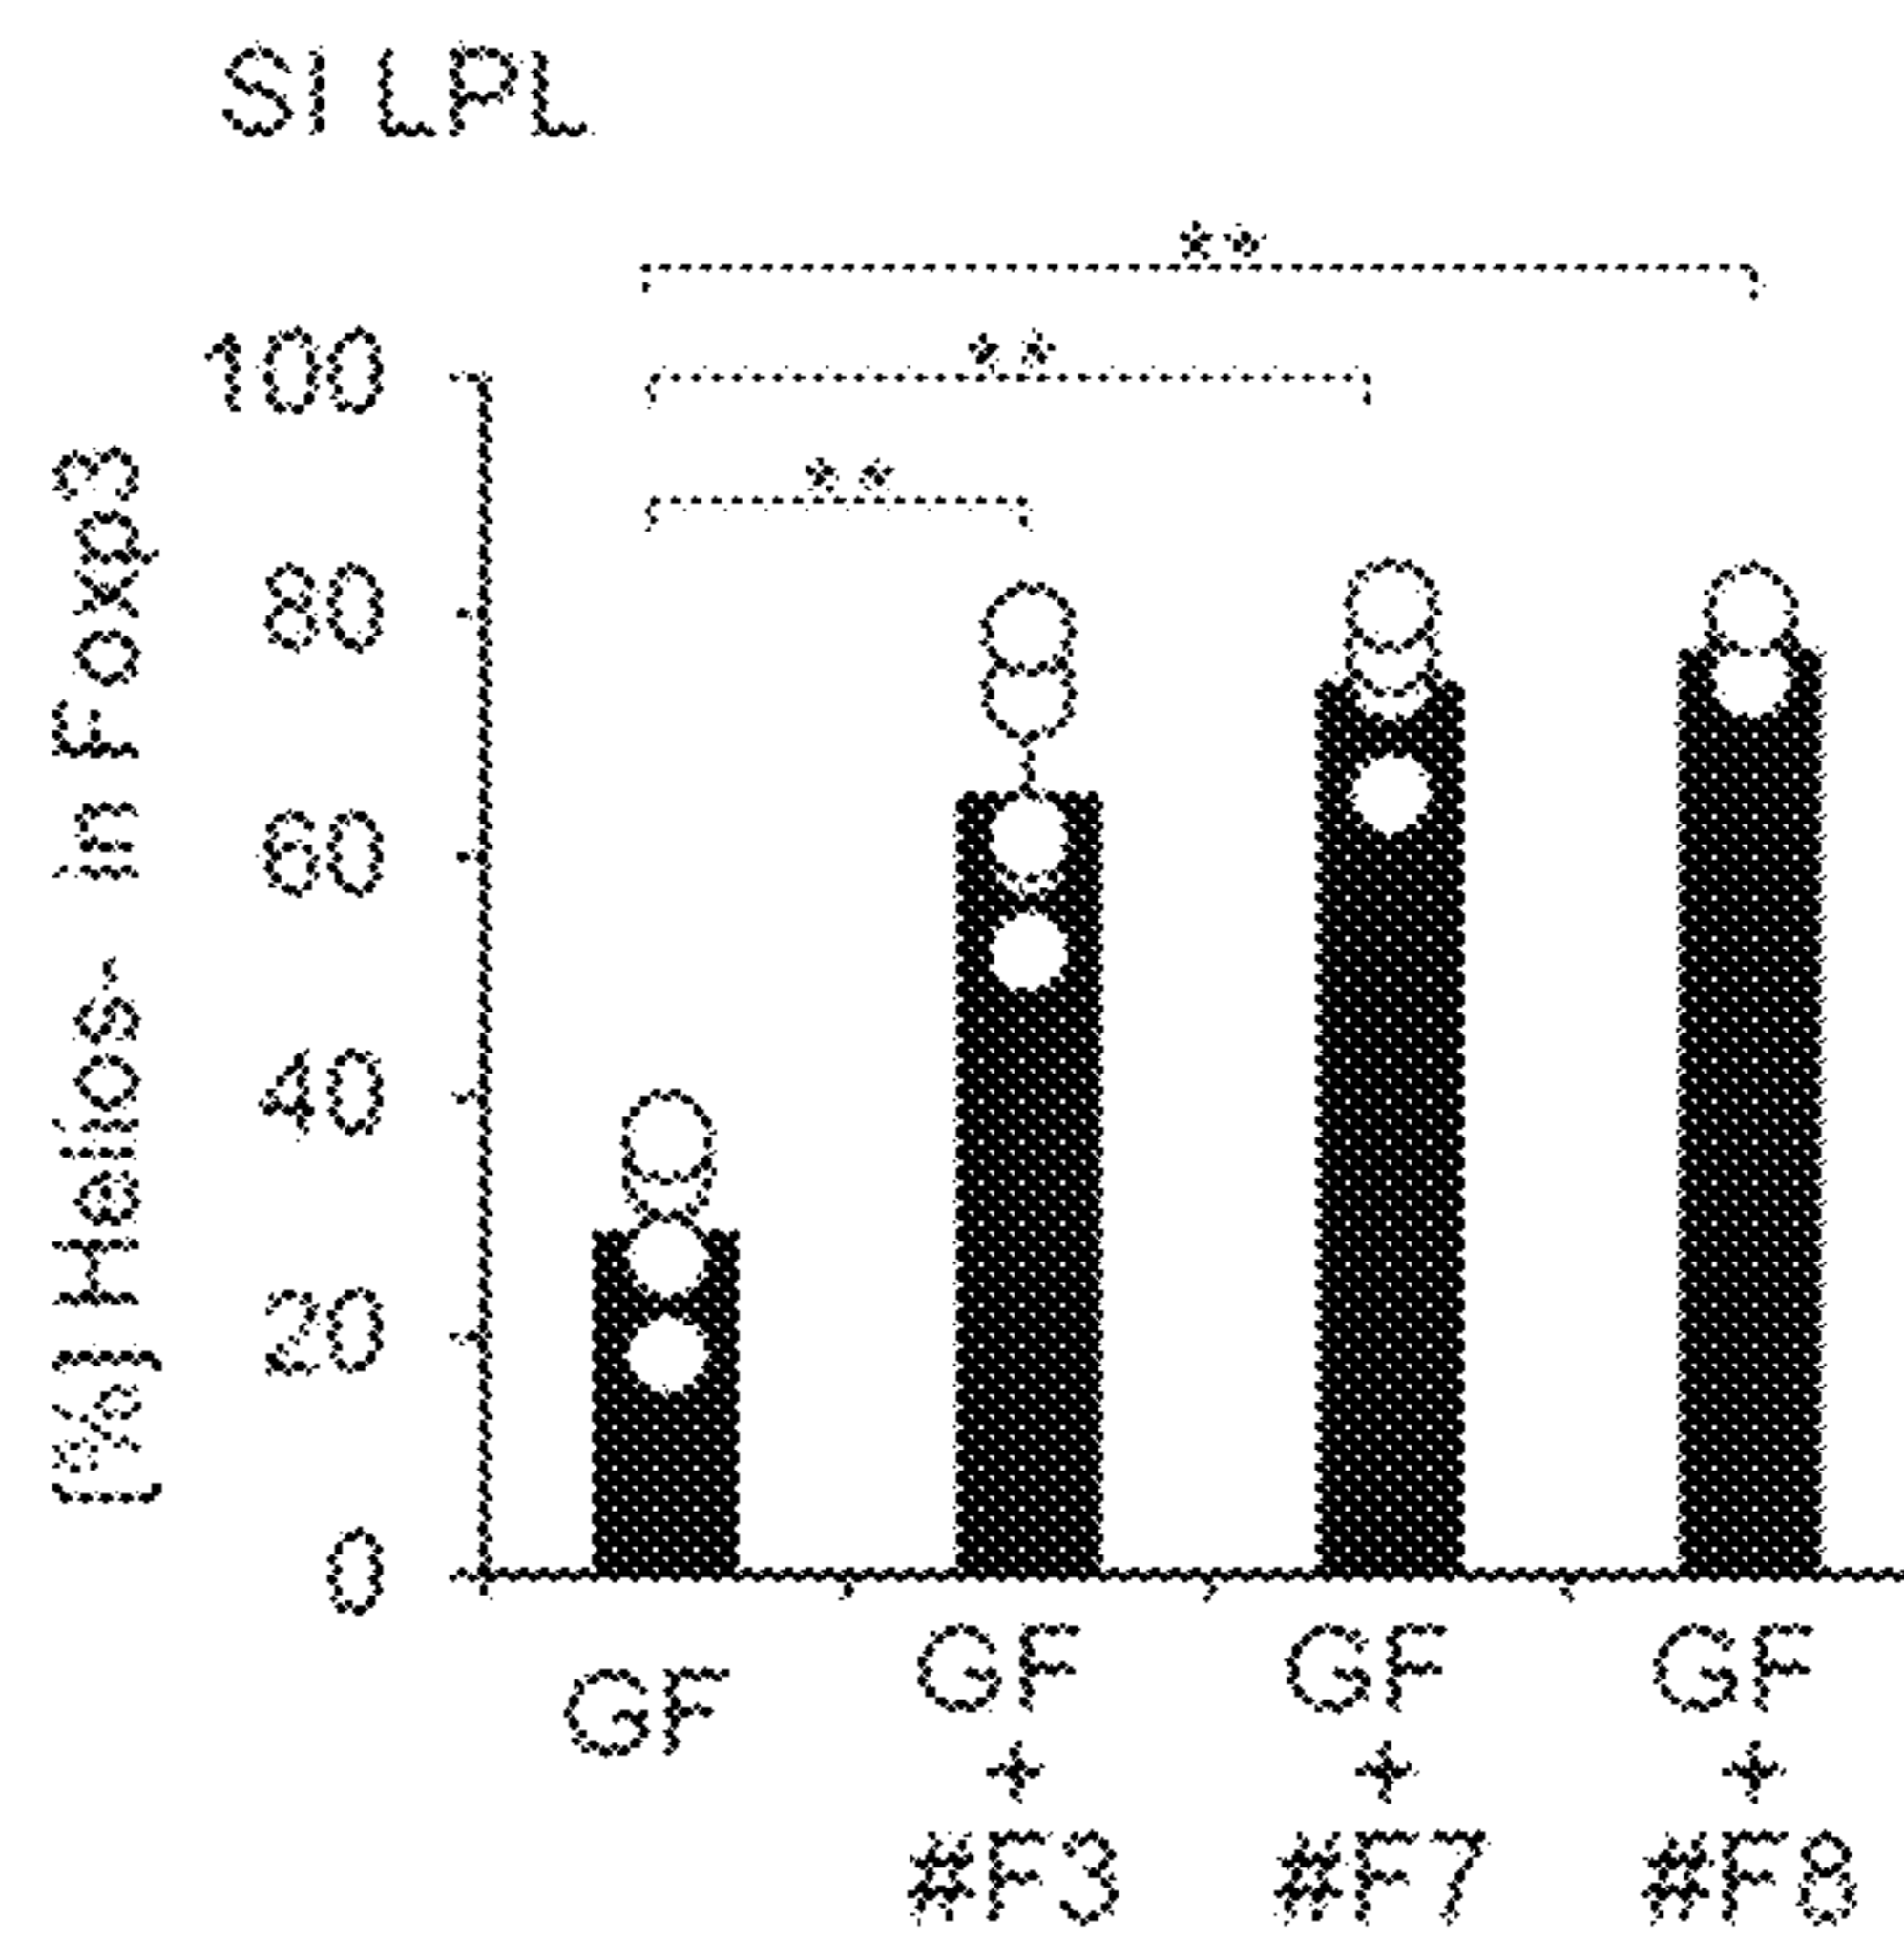 SI LPL
**
**
**
100
80
60
40
20
0
[%] Helios- in Foxp3
GF
GF
+
#F3
GF
+
#F7
GF
+
#F8